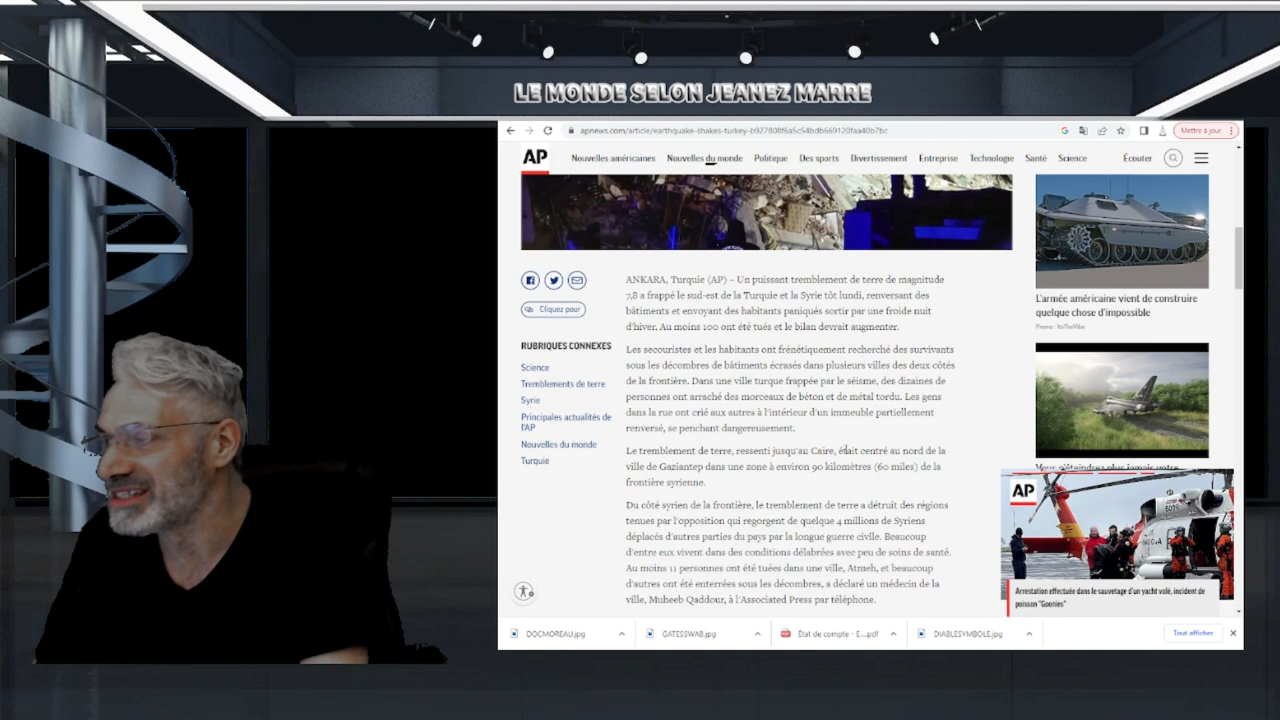 LE MONDE SELON JEANEZ MARRE
apnews.com/article/earthquake-shakes-turkey-b927808f6a5c54bdb669120faa40b7bc
Mettre à jour
AP
Nouvelles américaines
Nouvelles du monde
Politique
Des sports
Divertissement
Entreprise
Technologie
Santé
Science
Écouter
Cliquez pour
RUBRIQUES CONNEXES
Science
Tremblements de terre
Syrie
Principales actualités de
l'AP
Nouvelles du monde
Turquie
ANKARA, Turquie (AP) – Un puissant tremblement de terre de magnitude
7,8 a frappé le sud-est de la Turquie et la Syrie tôt lundi, renversant des
bâtiments et envoyant des habitants paniqués sortir par une froide nuit
d'hiver. Au moins 100 ont été tués et le bilan devrait augmenter.
Les secouristes et les habitants ont frénétiquement recherché des survivants
sous les décombres de bâtiments écrasés dans plusieurs villes des deux côtés
de la frontière. Dans une ville turque frappée par le séisme, des dizaines de
personnes ont arraché des morceaux de béton et de métal tordu. Les gens
dans la rue ont crié aux autres à l'intérieur d'un immeuble partiellement
renversé, se penchant dangereusement.
Le tremblement de terre, ressenti jusqu'au Caire, était centré au nord de la
ville de Gaziantep dans une zone à environ 90 kilomètres (60 miles) de la
frontière syrienne.
Du côté syrien de la frontière, le tremblement de terre a détruit des régions
tenues par l'opposition qui regorgent de quelque 4 millions de Syriens
déplacés d'autres parties du pays par la longue guerre civile. Beaucoup
d'entre eux vivent dans des conditions délabrées avec peu de soins de santé.
Au moins 11 personnes ont été tuées dans une ville, Atmeh, et beaucoup
d'autres ont été enterrées sous les décombres, a déclaré un médecin de la
ville, Muheeb Qaddour, à l'Associated Press par téléphone.
L'armée américaine vient de construire
quelque chose d'impossible
Promo : ItsTheVibe
AP
Arrestation effectuée dans le sauvetage d'un yacht volé, incident de
poisson "Goonies"
DOCMOREAU.jpg
GATESSWAB.jpg
État de compte - E....pdf
DIABLESYMBOLE.jpg
Tout afficher